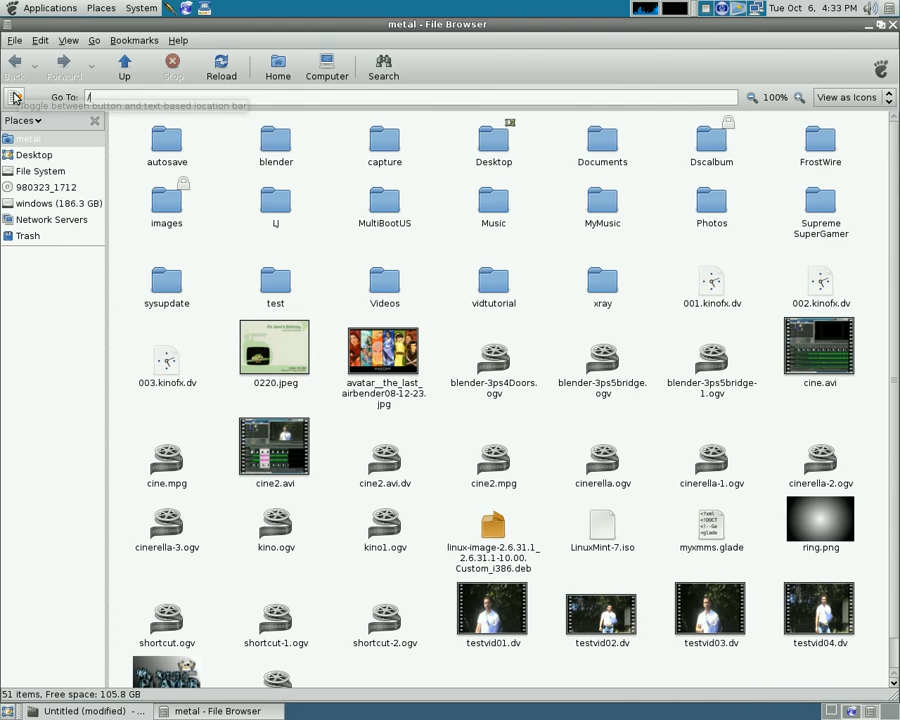 Applications Places System
Tue Oct 6, 4:33 PM
metal - File Browser
File Edit View Go Bookmarks Help
Back Forward Up Stop Reload Home Computer Search
Go To: /
100% View as Icons
Toggle between button and text-based location bar
Places
metal
Desktop
File System
980323_1712
windows (186.3 GB)
Network Servers
Trash
autosave blender capture Desktop Documents Dscalbum FrostWire
images LJ MultiBootUS Music MyMusic Photos Supreme
SuperGamer
sysupdate test Videos vidtutorial xray 001.kinofx.dv 002.kinofx.dv
003.kinofx.dv 0220.jpeg avatar__the_last_
airbender08-12-23.
jpg
blender-3ps4Doors.
ogv
blender-3ps5bridge.
ogv
blender-3ps5bridge-
1.ogv
cine.avi
cine.mpg cine2.avi cine2.avi.dv cine2.mpg cinerella.ogv cinerella-1.ogv cinerella-2.ogv
cinerella-3.ogv kino.ogv kino1.ogv linux-image-2.6.31.1_
2.6.31.1-10.00.
Custom_i386.deb
LinuxMint-7.iso myxmms.glade ring.png
shortcut.ogv shortcut-1.ogv shortcut-2.ogv testvid01.dv testvid02.dv testvid03.dv testvid04.dv
51 items, Free space: 105.8 GB
Untitled (modified) - ... metal - File Browser